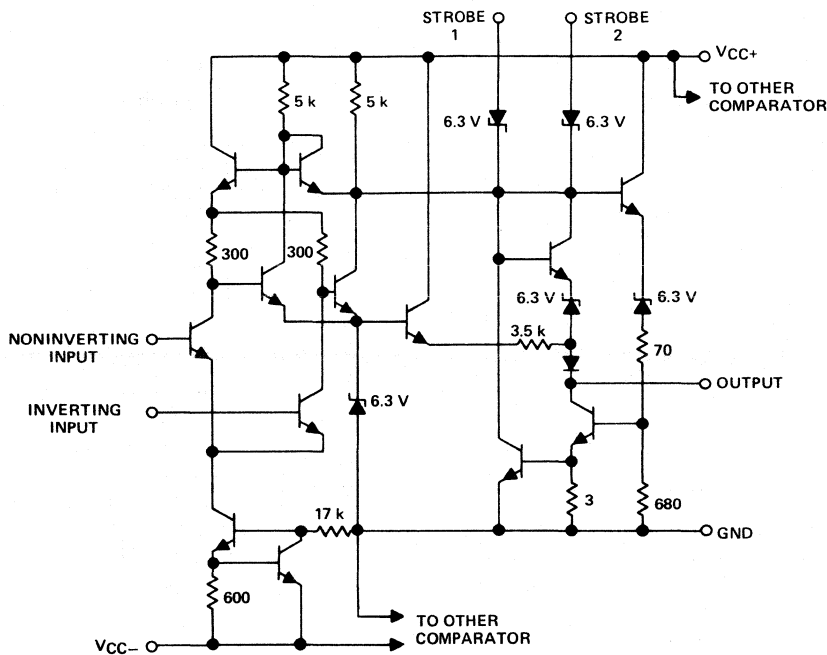 STROBE
1
STROBE
2
VCC+
TO OTHER
COMPARATOR
5 k
5 k
6.3 V
6.3 V
300
300
6.3 V
6.3 V
3.5 k
70
NONINVERTING
INPUT
OUTPUT
INVERTING
INPUT
6.3 V
17 k
3
680
GND
600
TO OTHER
COMPARATOR
VCC-